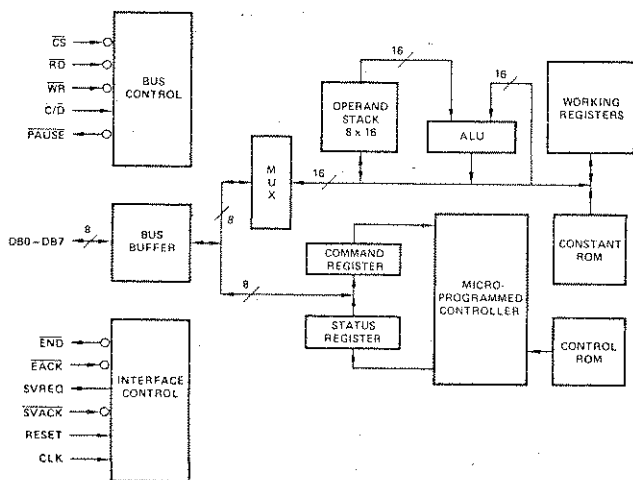 CS
RD
WR
C/D
PAUSE
BUS
CONTROL
DB0~DB7
8
BUS
BUFFER
8
8
MUX
16
16
OPERAND
STACK
8 x 16
16
ALU
WORKING
REGISTERS
COMMAND
REGISTER
STATUS
REGISTER
MICRO-
PROGRAMMED
CONTROLLER
CONSTANT
ROM
CONTROL
ROM
END
EACK
SVREQ
SVACK
RESET
CLK
INTERFACE
CONTROL